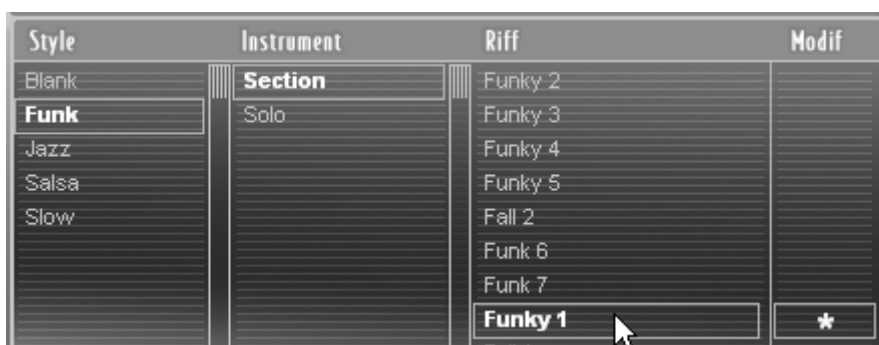 Style Instrument Riff Modif
Blank Section Funky 2
Funk Solo Funky 3
Jazz Funky 4
Salsa Funky 5
Slow Fall 2
Funk 6
Funk 7
Funky 1 *